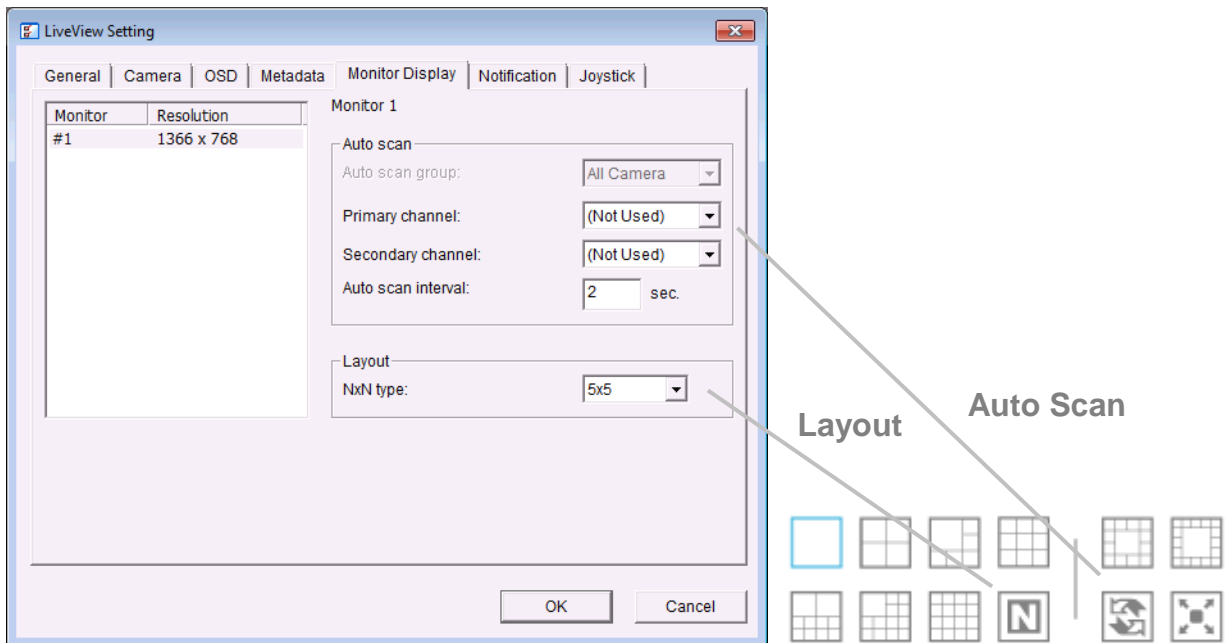 LiveView Setting
General Camera OSD Metadata Monitor Display Notification Joystick
Monitor Resolution
#1 1366 x 768
Monitor 1
Auto scan
Auto scan group: All Camera
Primary channel: (Not Used)
Secondary channel: (Not Used)
Auto scan interval: 2 sec.
Layout
NxN type: 5x5
OK Cancel
Layout
Auto Scan
N